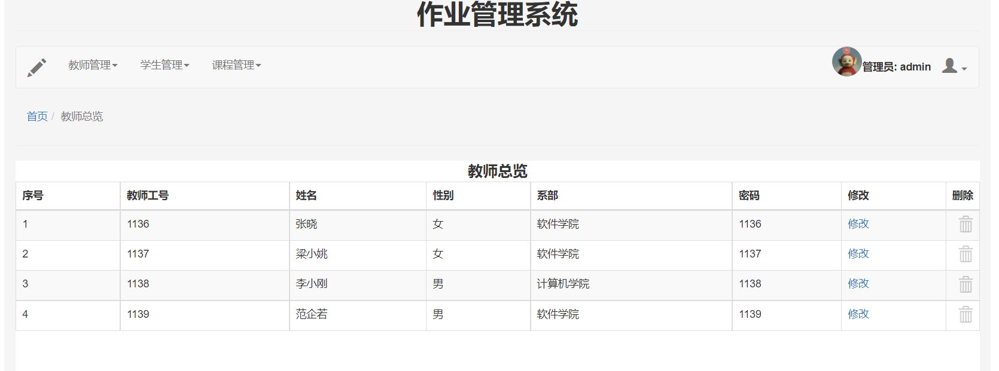 作业管理系统
教师管理 学生管理 课程管理 管理员: admin
首页 / 教师总览
教师总览
序号 教师工号 姓名 性别 系部 密码 修改 删除
1 1136 张晓 女 软件学院 1136 修改
2 1137 梁小姚 女 软件学院 1137 修改
3 1138 李小刚 男 计算机学院 1138 修改
4 1139 范企若 男 软件学院 1139 修改